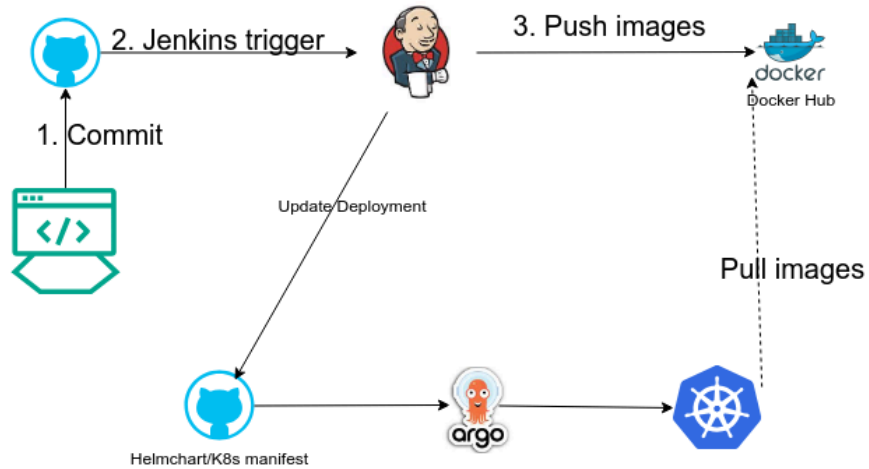 2. Jenkins trigger
3. Push images
docker
Docker Hub
1. Commit
</>
Update Deployment
Pull images
argo
Helmchart/K8s manifest